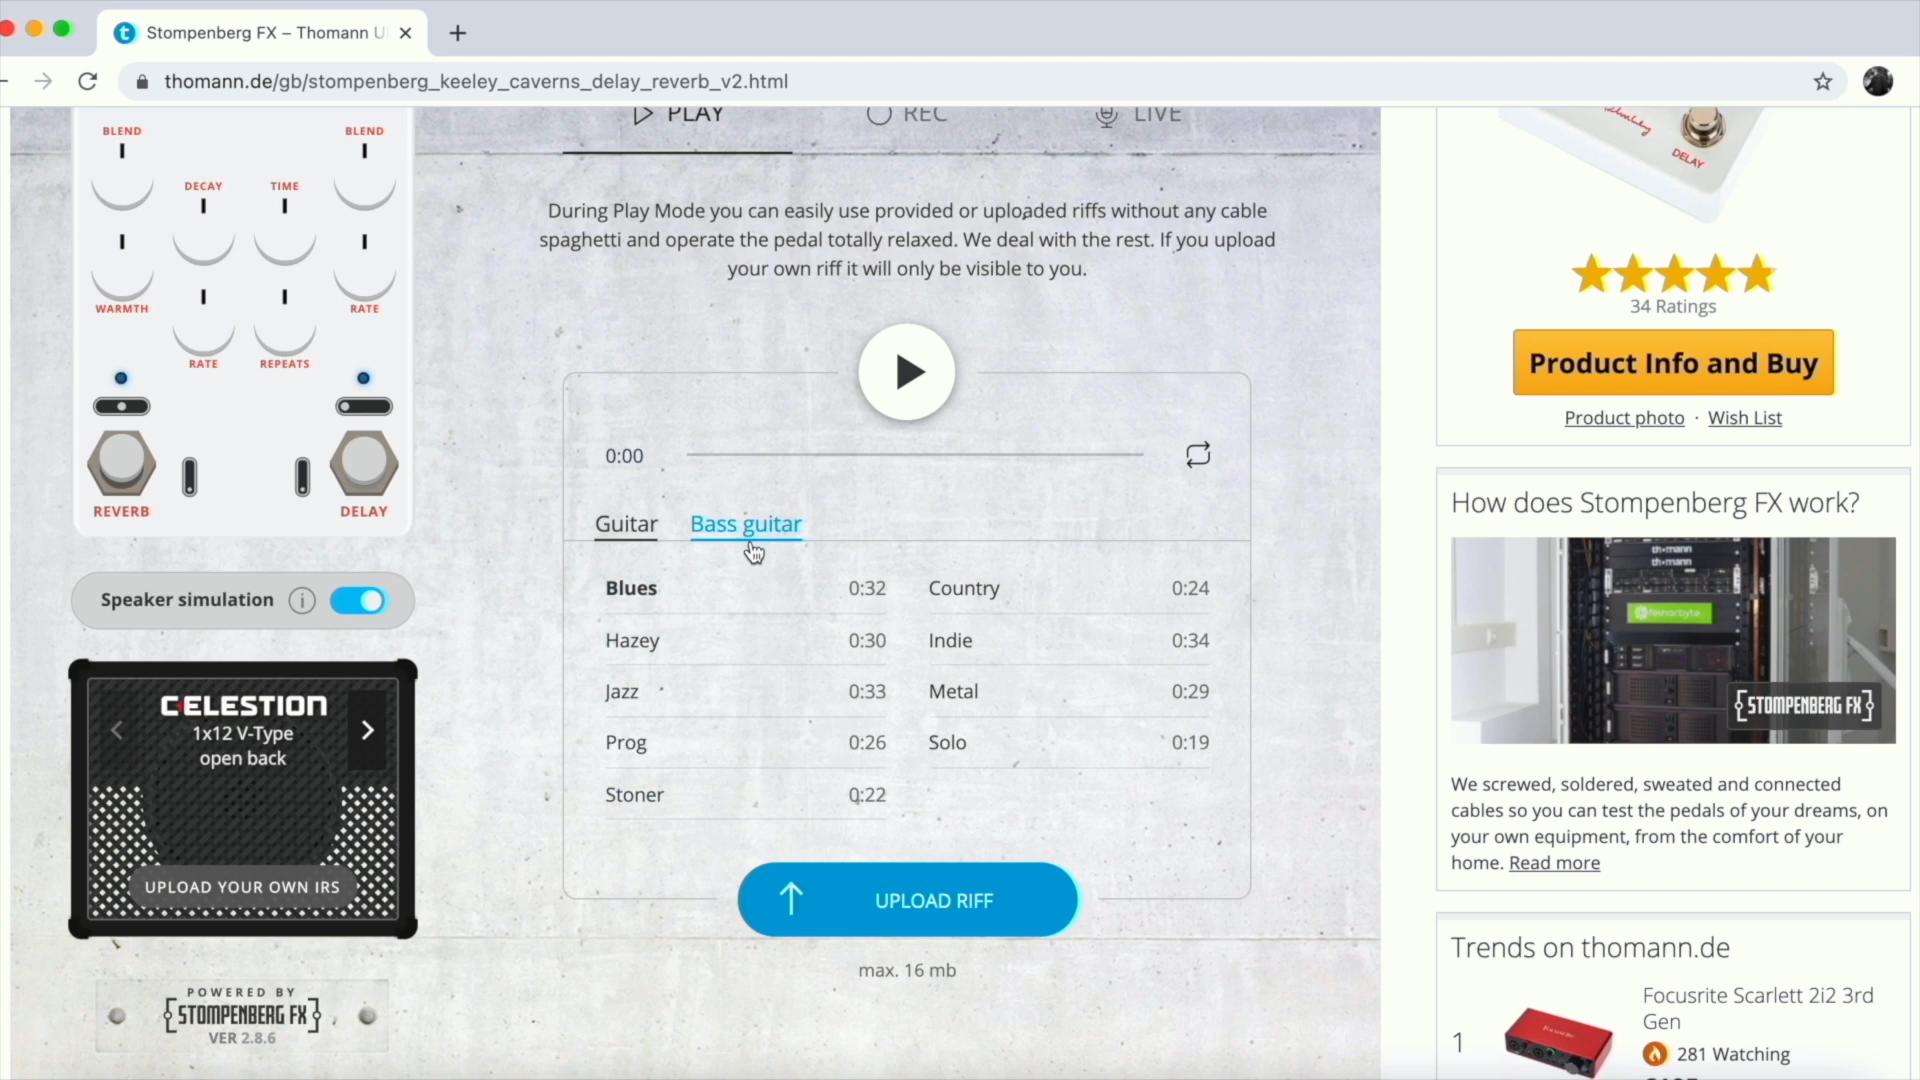 Stompenberg FX – Thomann U
thomann.de/gb/stompenberg_keeley_caverns_delay_reverb_v2.html
PLAY
REC
LIVE
BLEND
BLEND
DECAY
TIME
WARMTH
RATE
RATE
REPEATS
REVERB
DELAY
Speaker simulation
CELESTION
1x12 V-Type
open back
UPLOAD YOUR OWN IRS
POWERED BY
STOMPENBERG FX
VER 2.8.6
During Play Mode you can easily use provided or uploaded riffs without any cable
spaghetti and operate the pedal totally relaxed. We deal with the rest. If you upload
your own riff it will only be visible to you.
0:00
Guitar
Bass guitar
Blues 0:32 Country 0:24
Hazey 0:30 Indie 0:34
Jazz 0:33 Metal 0:29
Prog 0:26 Solo 0:19
Stoner 0:22
UPLOAD RIFF
max. 16 mb
DELAY
34 Ratings
Product Info and Buy
Product photo · Wish List
How does Stompenberg FX work?
th•mann
th•mann
STOMPENBERG FX
We screwed, soldered, sweated and connected
cables so you can test the pedals of your dreams, on
your own equipment, from the comfort of your
home. Read more
Trends on thomann.de
1
Focusrite Scarlett 2i2 3rd
Gen
281 Watching